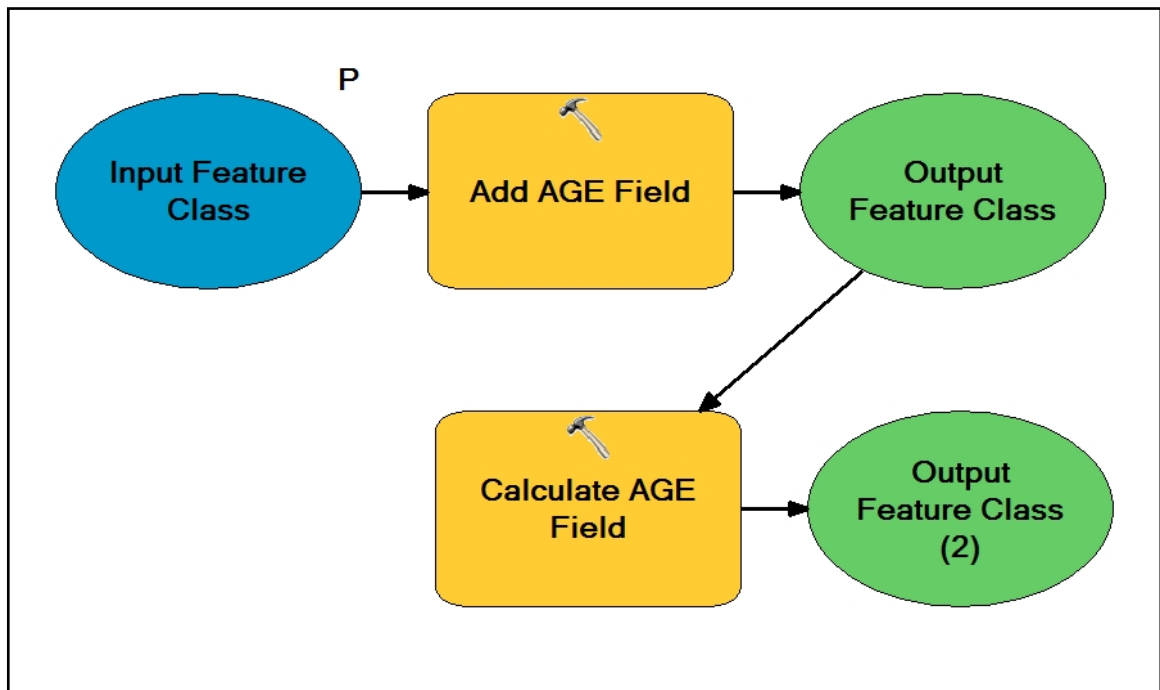 P
Input Feature
Class
Add AGE Field
Output
Feature Class
Calculate AGE
Field
Output
Feature Class
(2)